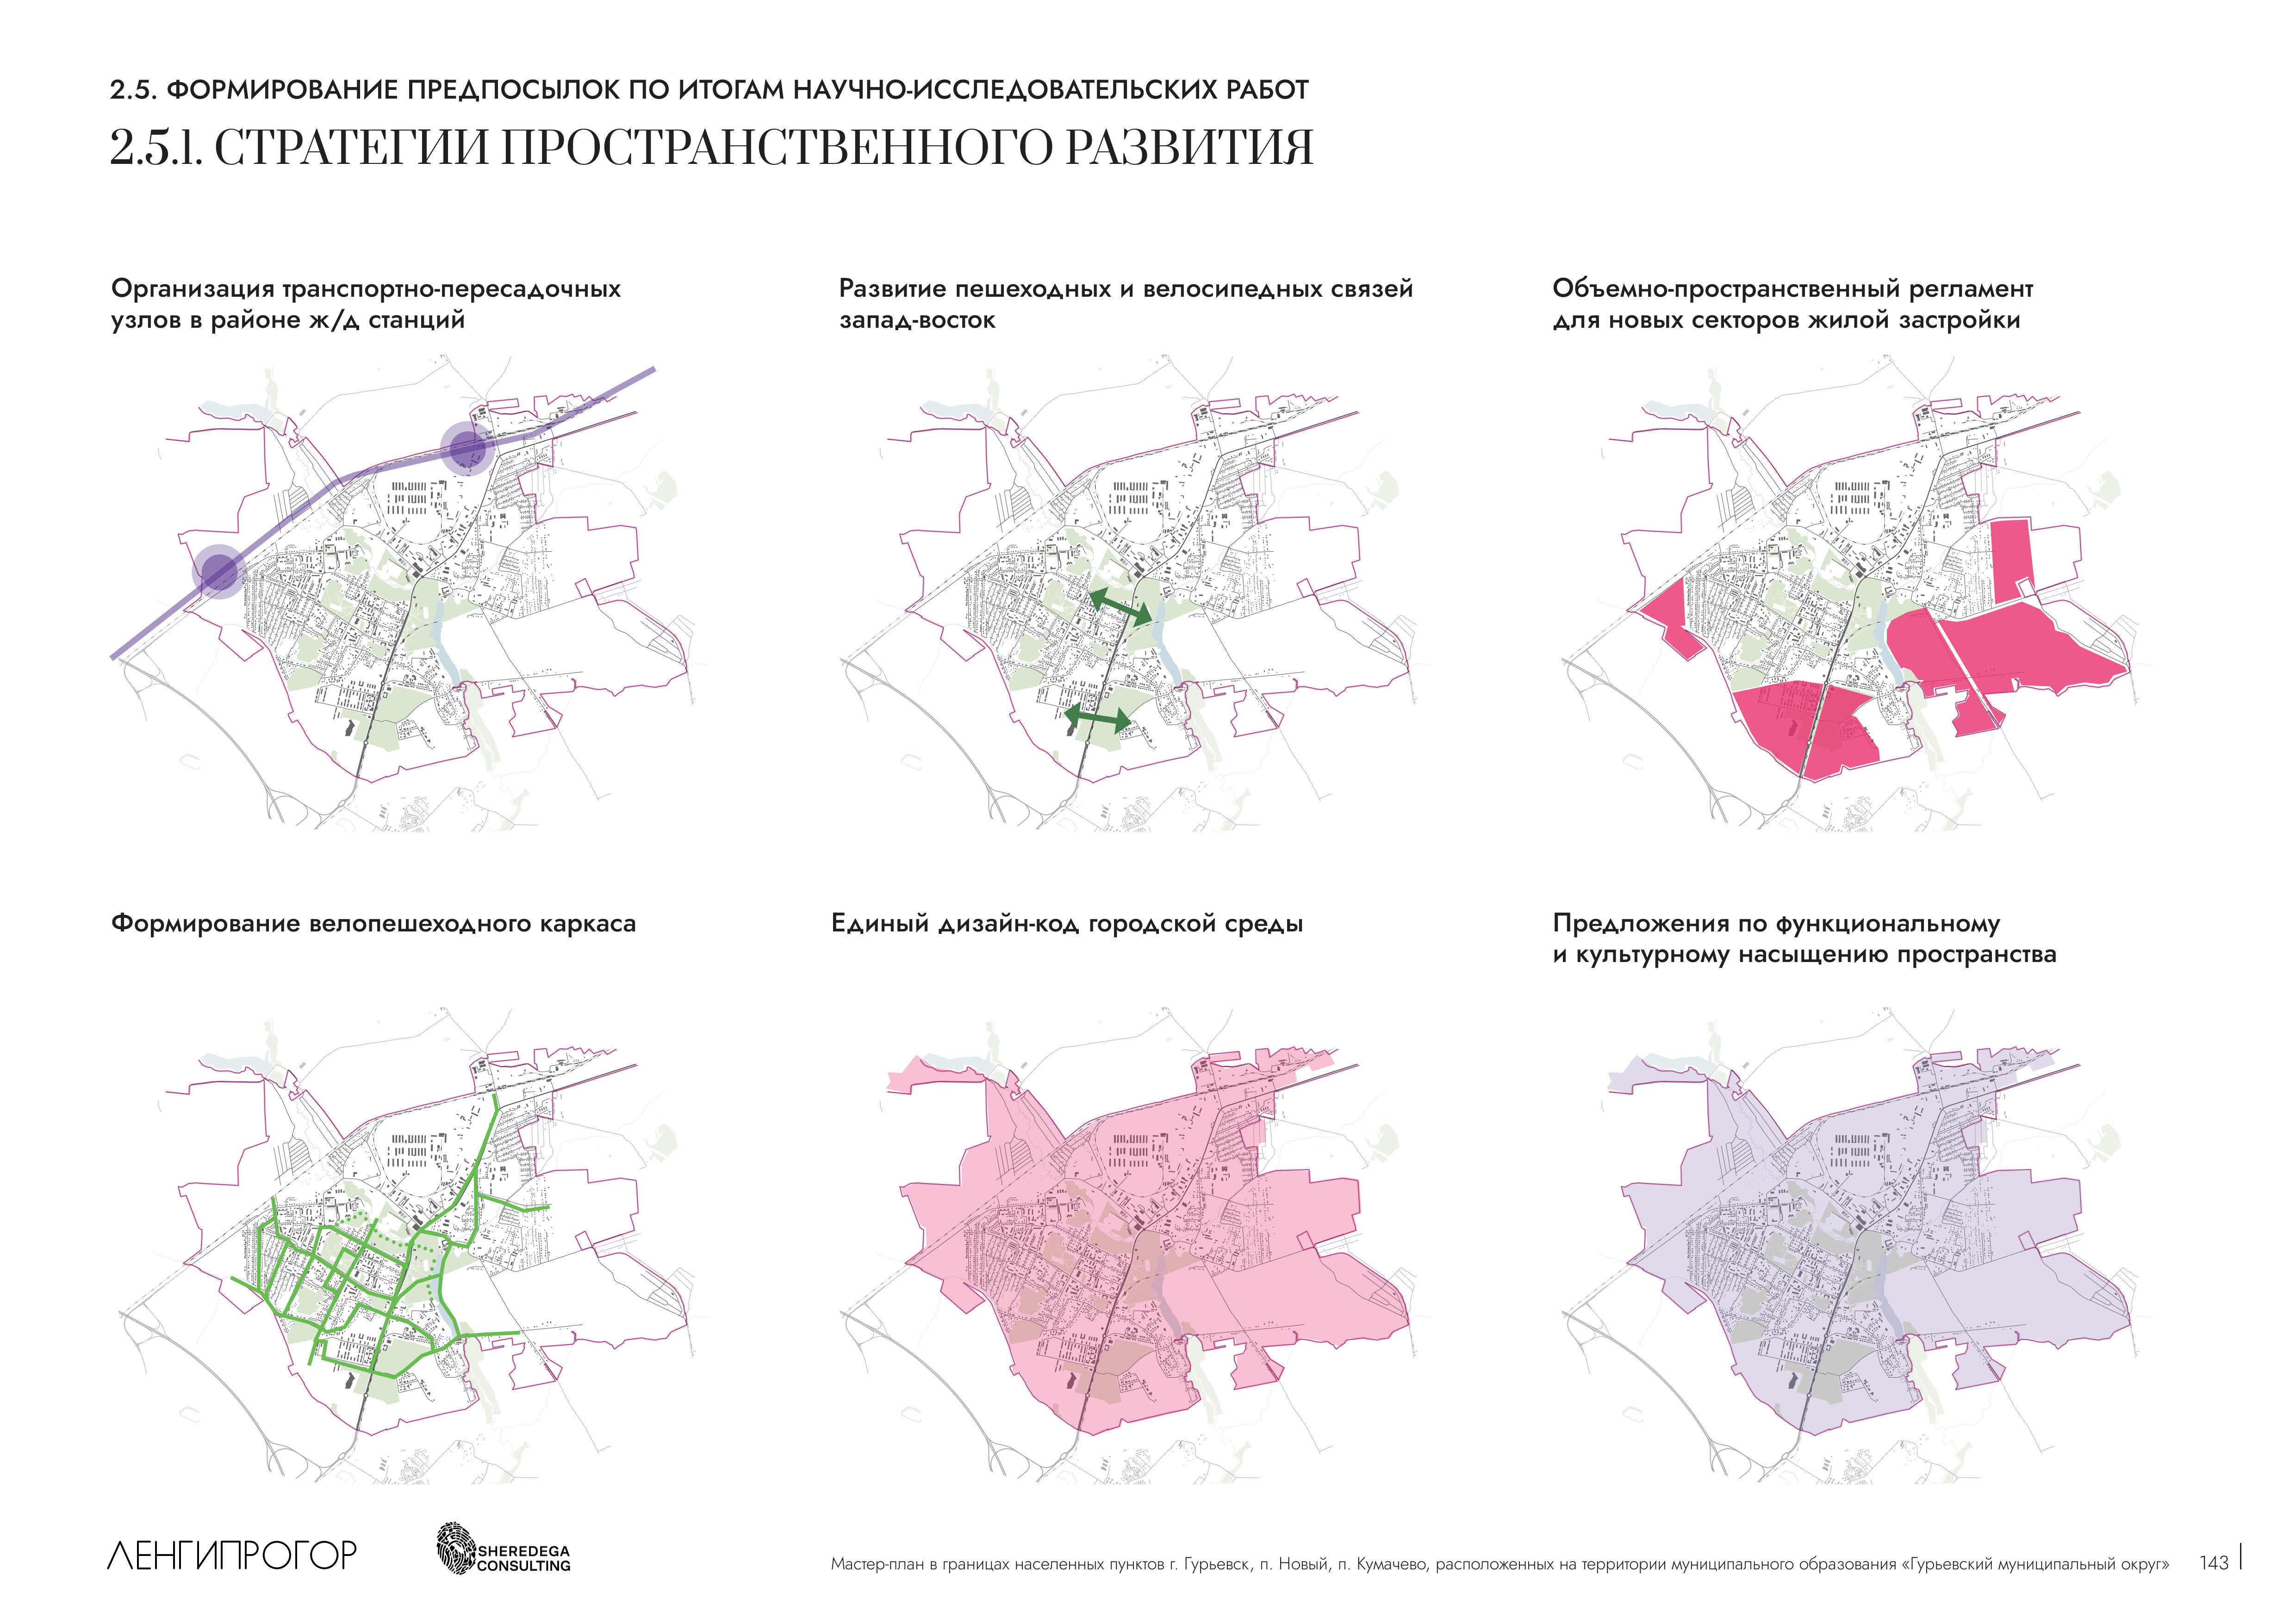 2.5. ФОРМИРОВАНИЕ ПРЕДПОСЫЛОК ПО ИТОГАМ НАУЧНО-ИССЛЕДОВАТЕЛЬСКИХ РАБОТ
2.5.1. СТРАТЕГИИ ПРОСТРАНСТВЕННОГО РАЗВИТИЯ
Организация транспортно-пересадочных
узлов в районе ж/д станций
Развитие пешеходных и велосипедных связей
запад-восток
Объемно-пространственный регламент
для новых секторов жилой застройки
Формирование велопешеходного каркаса
Единый дизайн-код городской среды
Предложения по функциональному
и культурному насыщению пространства
ЛЕНГИПРОГОР
SHEREDEGA
CONSULTING
Мастер-план в границах населенных пунктов г. Гурьевск, п. Новый, п. Кумачево, расположенных на территории муниципального образования «Гурьевский муниципальный округ»
143